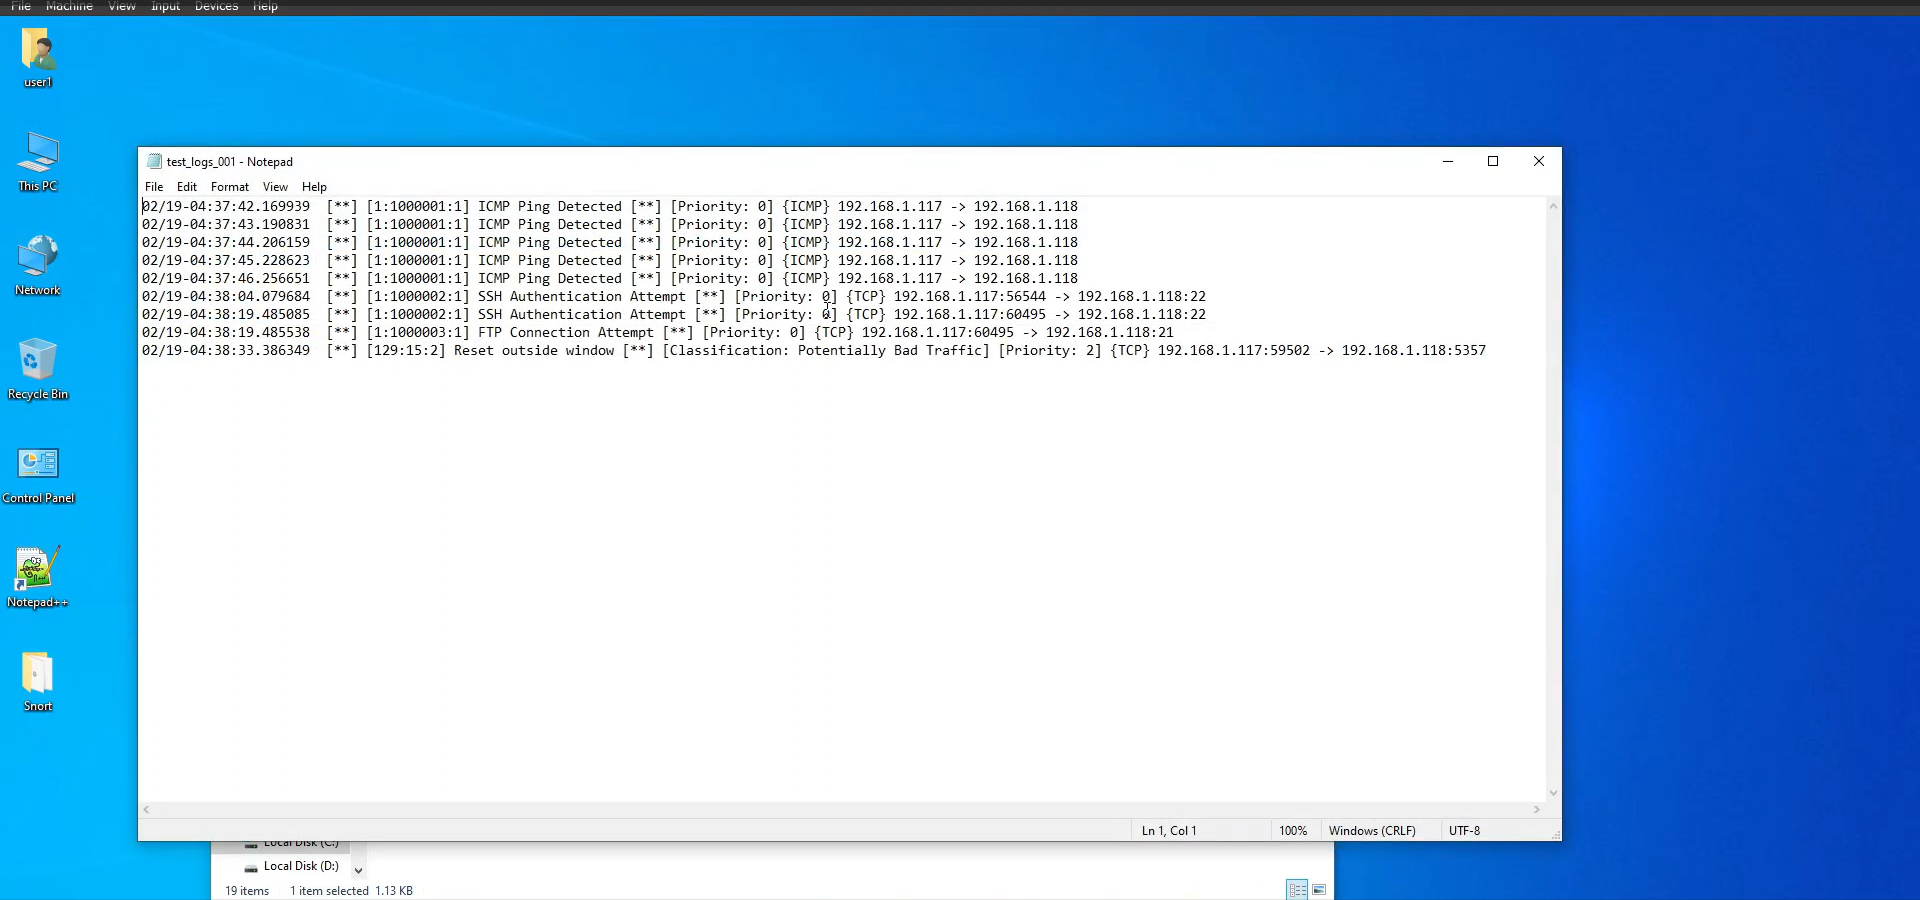 File Machine View Input Devices Help
user1
This PC
Network
Recycle Bin
Control Panel
Notepad++
Snort
test_logs_001 - Notepad
File Edit Format View Help
02/19-04:37:42.169939  [**] [1:1000001:1] ICMP Ping Detected [**] [Priority: 0] {ICMP} 192.168.1.117 -> 192.168.1.118
02/19-04:37:43.190831  [**] [1:1000001:1] ICMP Ping Detected [**] [Priority: 0] {ICMP} 192.168.1.117 -> 192.168.1.118
02/19-04:37:44.206159  [**] [1:1000001:1] ICMP Ping Detected [**] [Priority: 0] {ICMP} 192.168.1.117 -> 192.168.1.118
02/19-04:37:45.228623  [**] [1:1000001:1] ICMP Ping Detected [**] [Priority: 0] {ICMP} 192.168.1.117 -> 192.168.1.118
02/19-04:37:46.256651  [**] [1:1000001:1] ICMP Ping Detected [**] [Priority: 0] {ICMP} 192.168.1.117 -> 192.168.1.118
02/19-04:38:04.079684  [**] [1:1000002:1] SSH Authentication Attempt [**] [Priority: 0] {TCP} 192.168.1.117:56544 -> 192.168.1.118:22
02/19-04:38:19.485085  [**] [1:1000002:1] SSH Authentication Attempt [**] [Priority: 0] {TCP} 192.168.1.117:60495 -> 192.168.1.118:22
02/19-04:38:19.485538  [**] [1:1000003:1] FTP Connection Attempt [**] [Priority: 0] {TCP} 192.168.1.117:60495 -> 192.168.1.118:21
02/19-04:38:33.386349  [**] [129:15:2] Reset outside window [**] [Classification: Potentially Bad Traffic] [Priority: 2] {TCP} 192.168.1.117:59502 -> 192.168.1.118:5357
Ln 1, Col 1 100% Windows (CRLF) UTF-8
Local Disk (C:)
Local Disk (D:)
19 items 1 item selected 1.13 KB